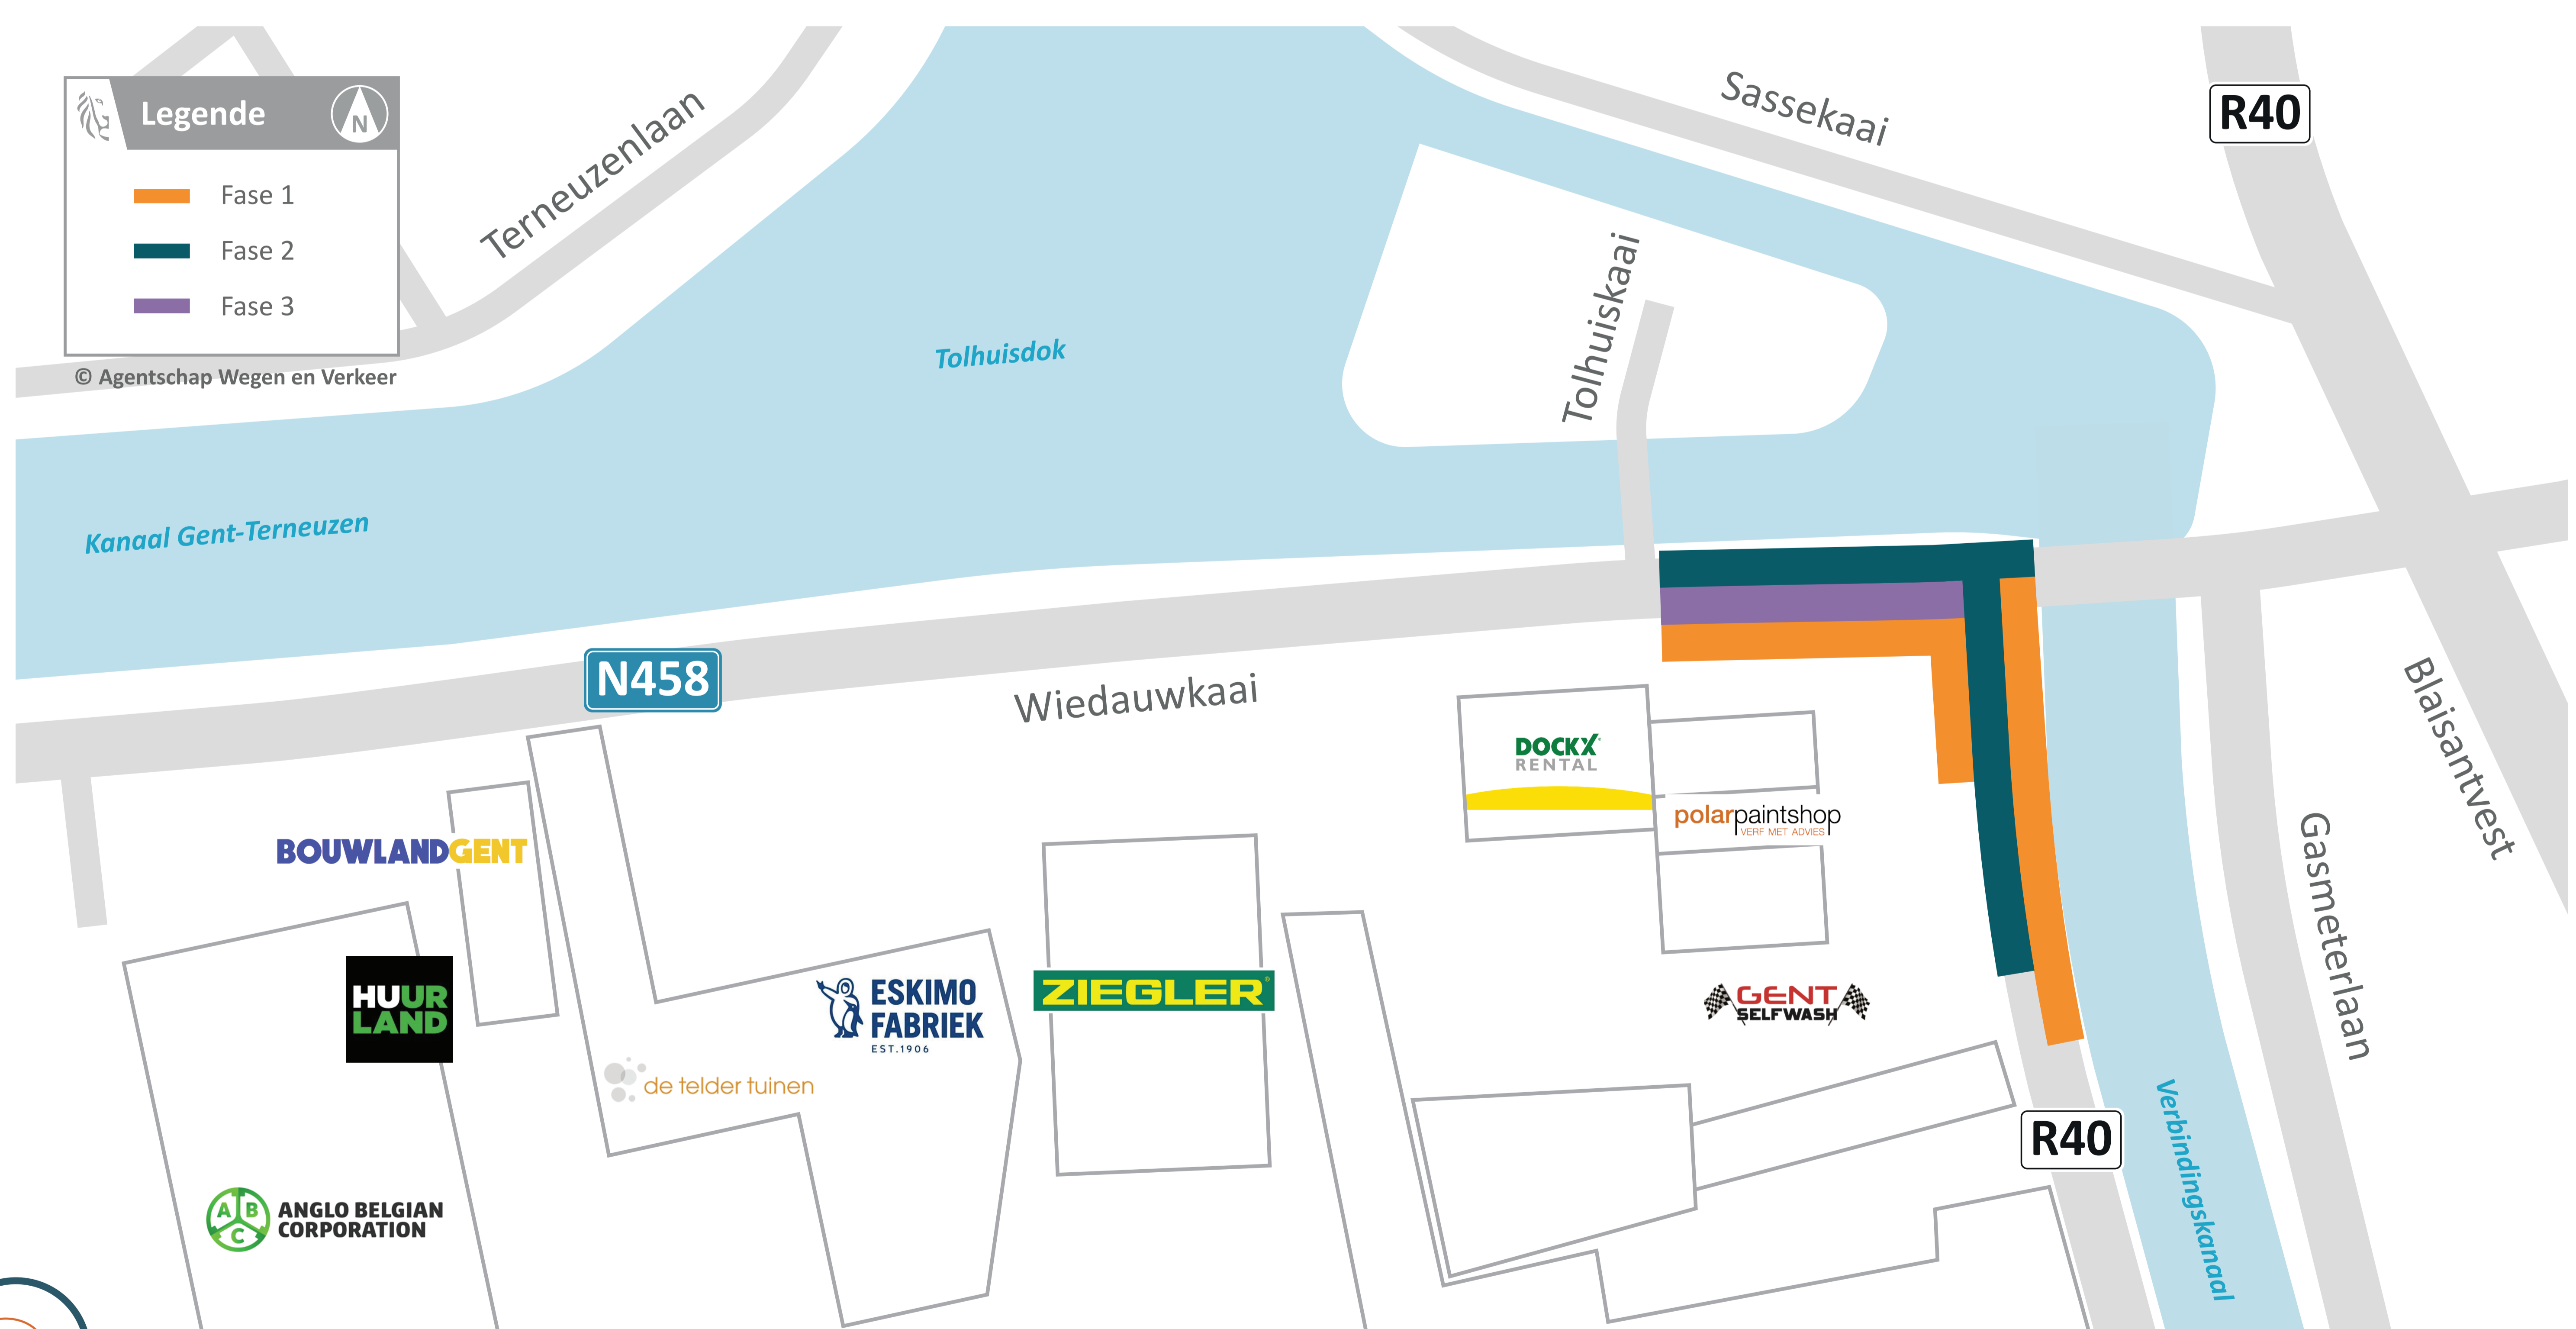 Legende
N
Fase 1
Fase 2
Fase 3
© Agentschap Wegen en Verkeer
Terneuzenlaan
Sassekaai
R40
Tolhuiskaai
Tolhuisdok
Kanaal Gent-Terneuzen
N458
Wiedauwkaai
Blaisantvest
Gasmeterlaan
DOCKX
RENTAL
polarpaintshop
VERF MET ADVIES
BOUWLANDGENT
HUUR
LAND
ESKIMO
FABRIEK
EST.1906
ZIEGLER
GENT
SELFWASH
de telder tuinen
R40
Verbindingskanaal
A B C
ANGLO BELGIAN
CORPORATION